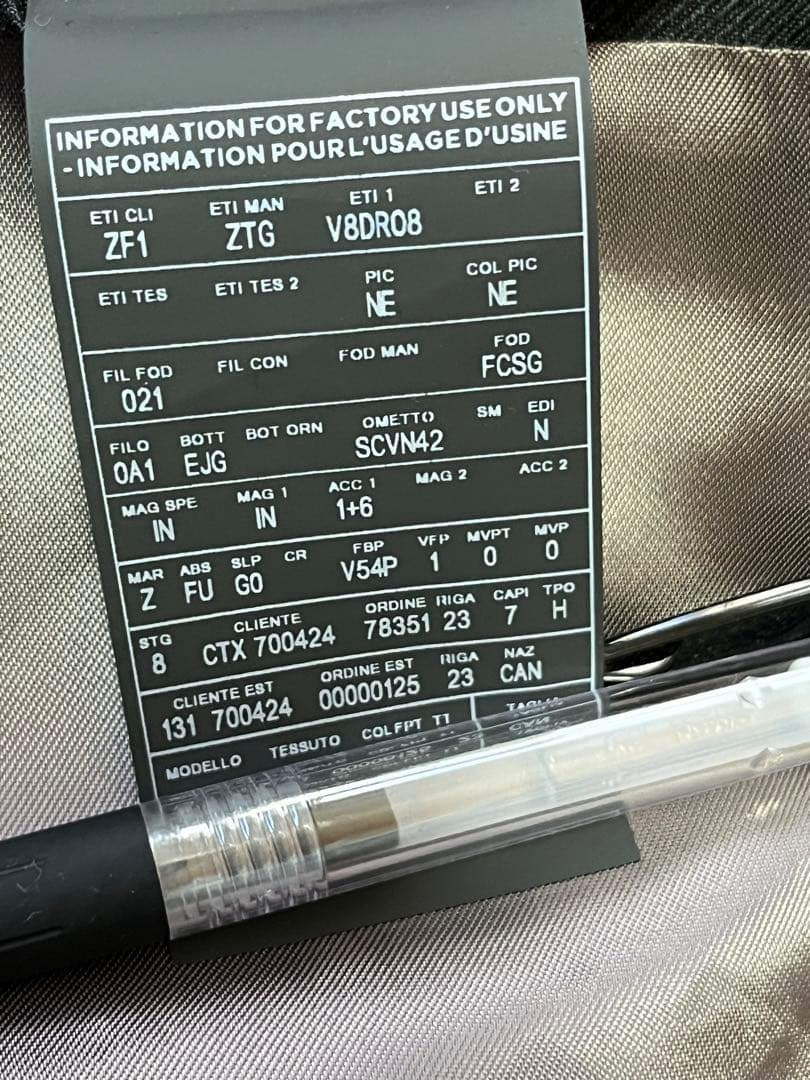 INFORMATION FOR FACTORY USE ONLY
- INFORMATION POUR L'USAGE D'USINE
ETI CLI ETI MAN ETI 1 ETI 2
ZF1 ZTG V8DR08
ETI TES ETI TES 2 PIC COL PIC
NE NE
FIL FOD FIL CON FOD MAN FOD
021 FCSG
FILO BOTT BOT ORN OMETTO SM EDI
0A1 EJG SCVN42 N
MAG SPE MAG 1 ACC 1 MAG 2 ACC 2
IN IN 1+6
MAR ABS SLP CR FBP VFP MVPT MVP
Z FU G0 V54P 1 0 0
STG CLIENTE ORDINE RIGA CAPI TPO
8 CTX 700424 78351 23 7 H
CLIENTE EST ORDINE EST RIGA NAZ
131 700424 00000125 23 CAN
MODELLO TESSUTO COL FPT T1 TAGLIA